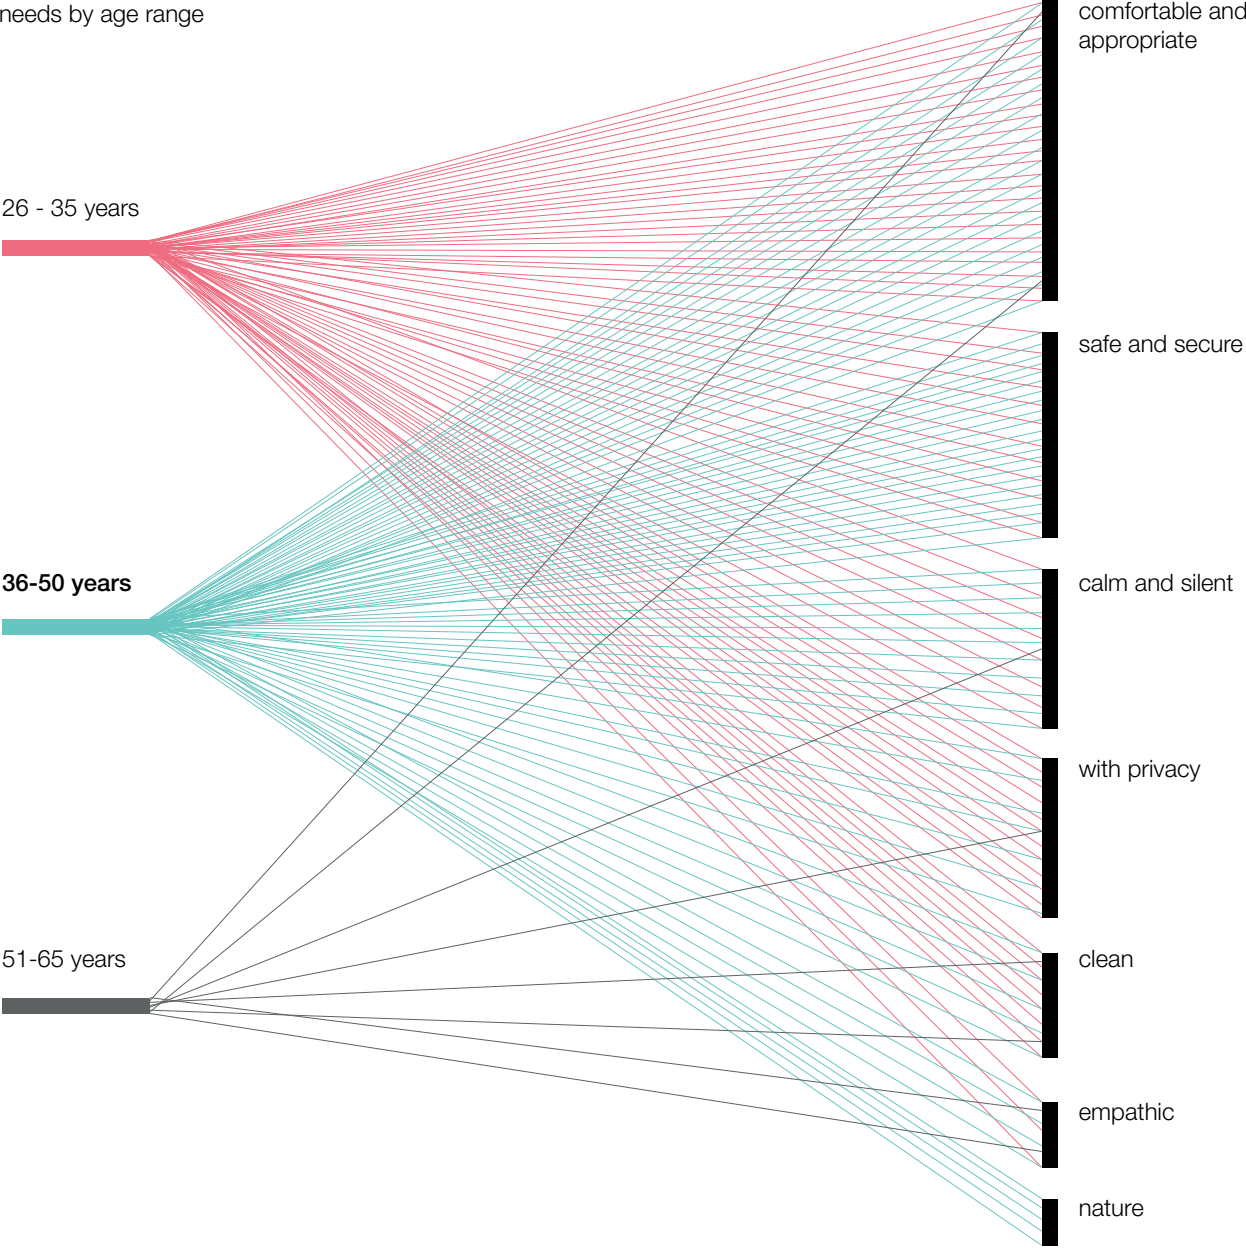 needs by age range
comfortable and
appropriate
26 - 35 years
safe and secure
36-50 years
calm and silent
with privacy
51-65 years
clean
empathic
nature